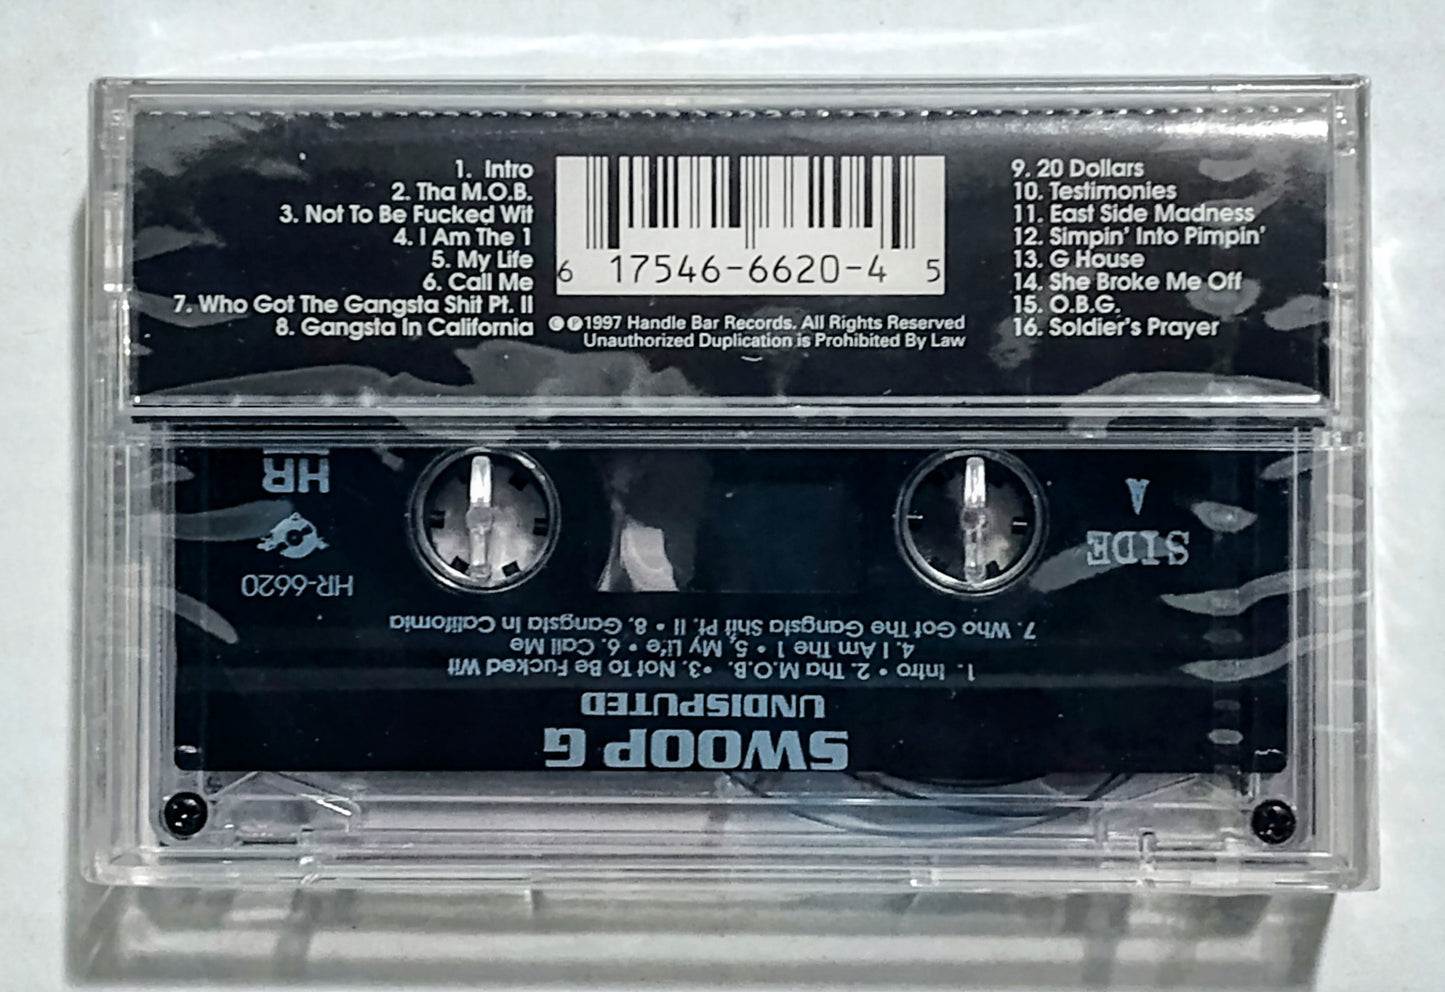 1. Intro
2. Tha M.O.B.
3. Not To Be Fucked Wit
4. I Am The 1
5. My Life
6. Call Me
7. Who Got The Gangsta Shit Pt. II
8. Gangsta In California
6 17546-6620-4 5
©℗1997 Handle Bar Records. All Rights Reserved
Unauthorized Duplication is Prohibited By Law
9. 20 Dollars
10. Testimonies
11. East Side Madness
12. Simpin' Into Pimpin'
13. G House
14. She Broke Me Off
15. O.B.G.
16. Soldier's Prayer
SWOOP G
UNDISPUTED
1. Intro • 2. Tha M.O.B. •3. Not To Be Fucked Wit
4. I Am The 1 • 5. My Life • 6. Call Me
7. Who Got The Gangsta Shit Pt. II • 8. Gangsta In California
SIDE
A
HR-6620
HR